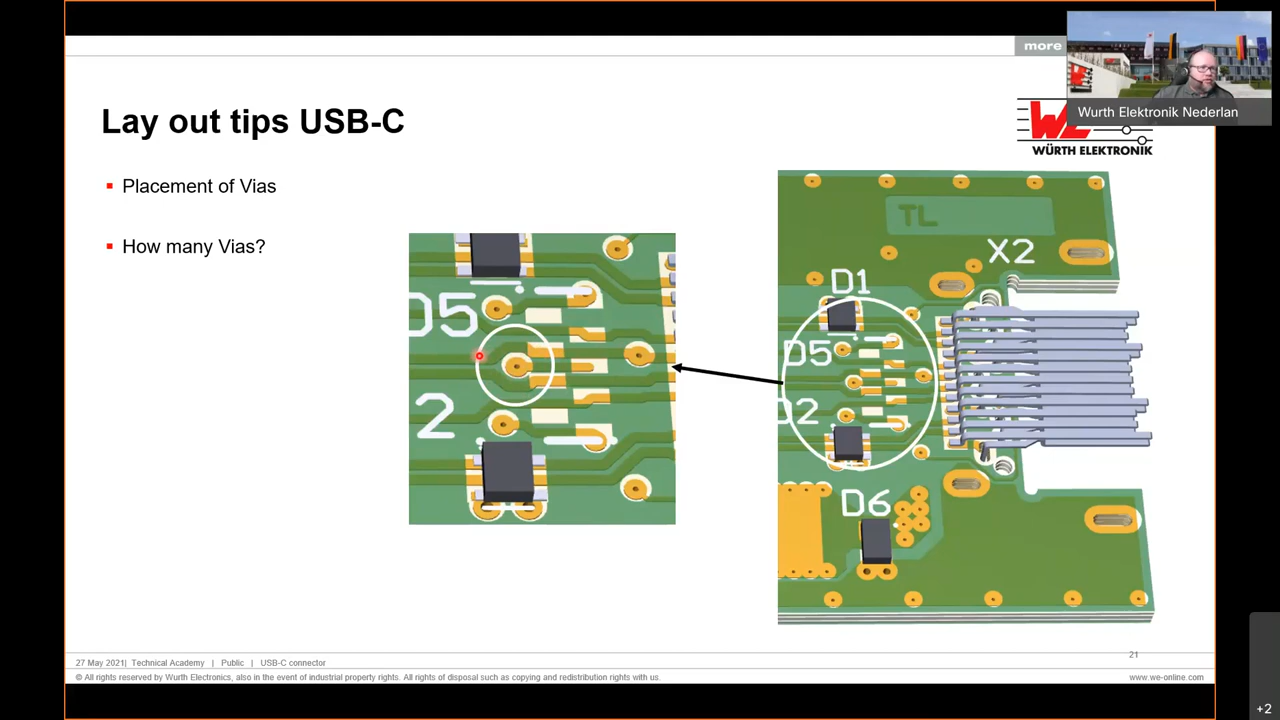 more
Wurth Elektronik Nederlan
WE
WÜRTH ELEKTRONIK
Lay out tips USB-C
Placement of Vias
How many Vias?
D5
2
TL
X2
D1
D5
D2
D6
21
27 May 2021| Technical Academy | Public | USB-C connector
© All rights reserved by Wurth Electronics, also in the event of industrial property rights. All rights of disposal such as copying and redistribution rights with us.
www.we-online.com
+2